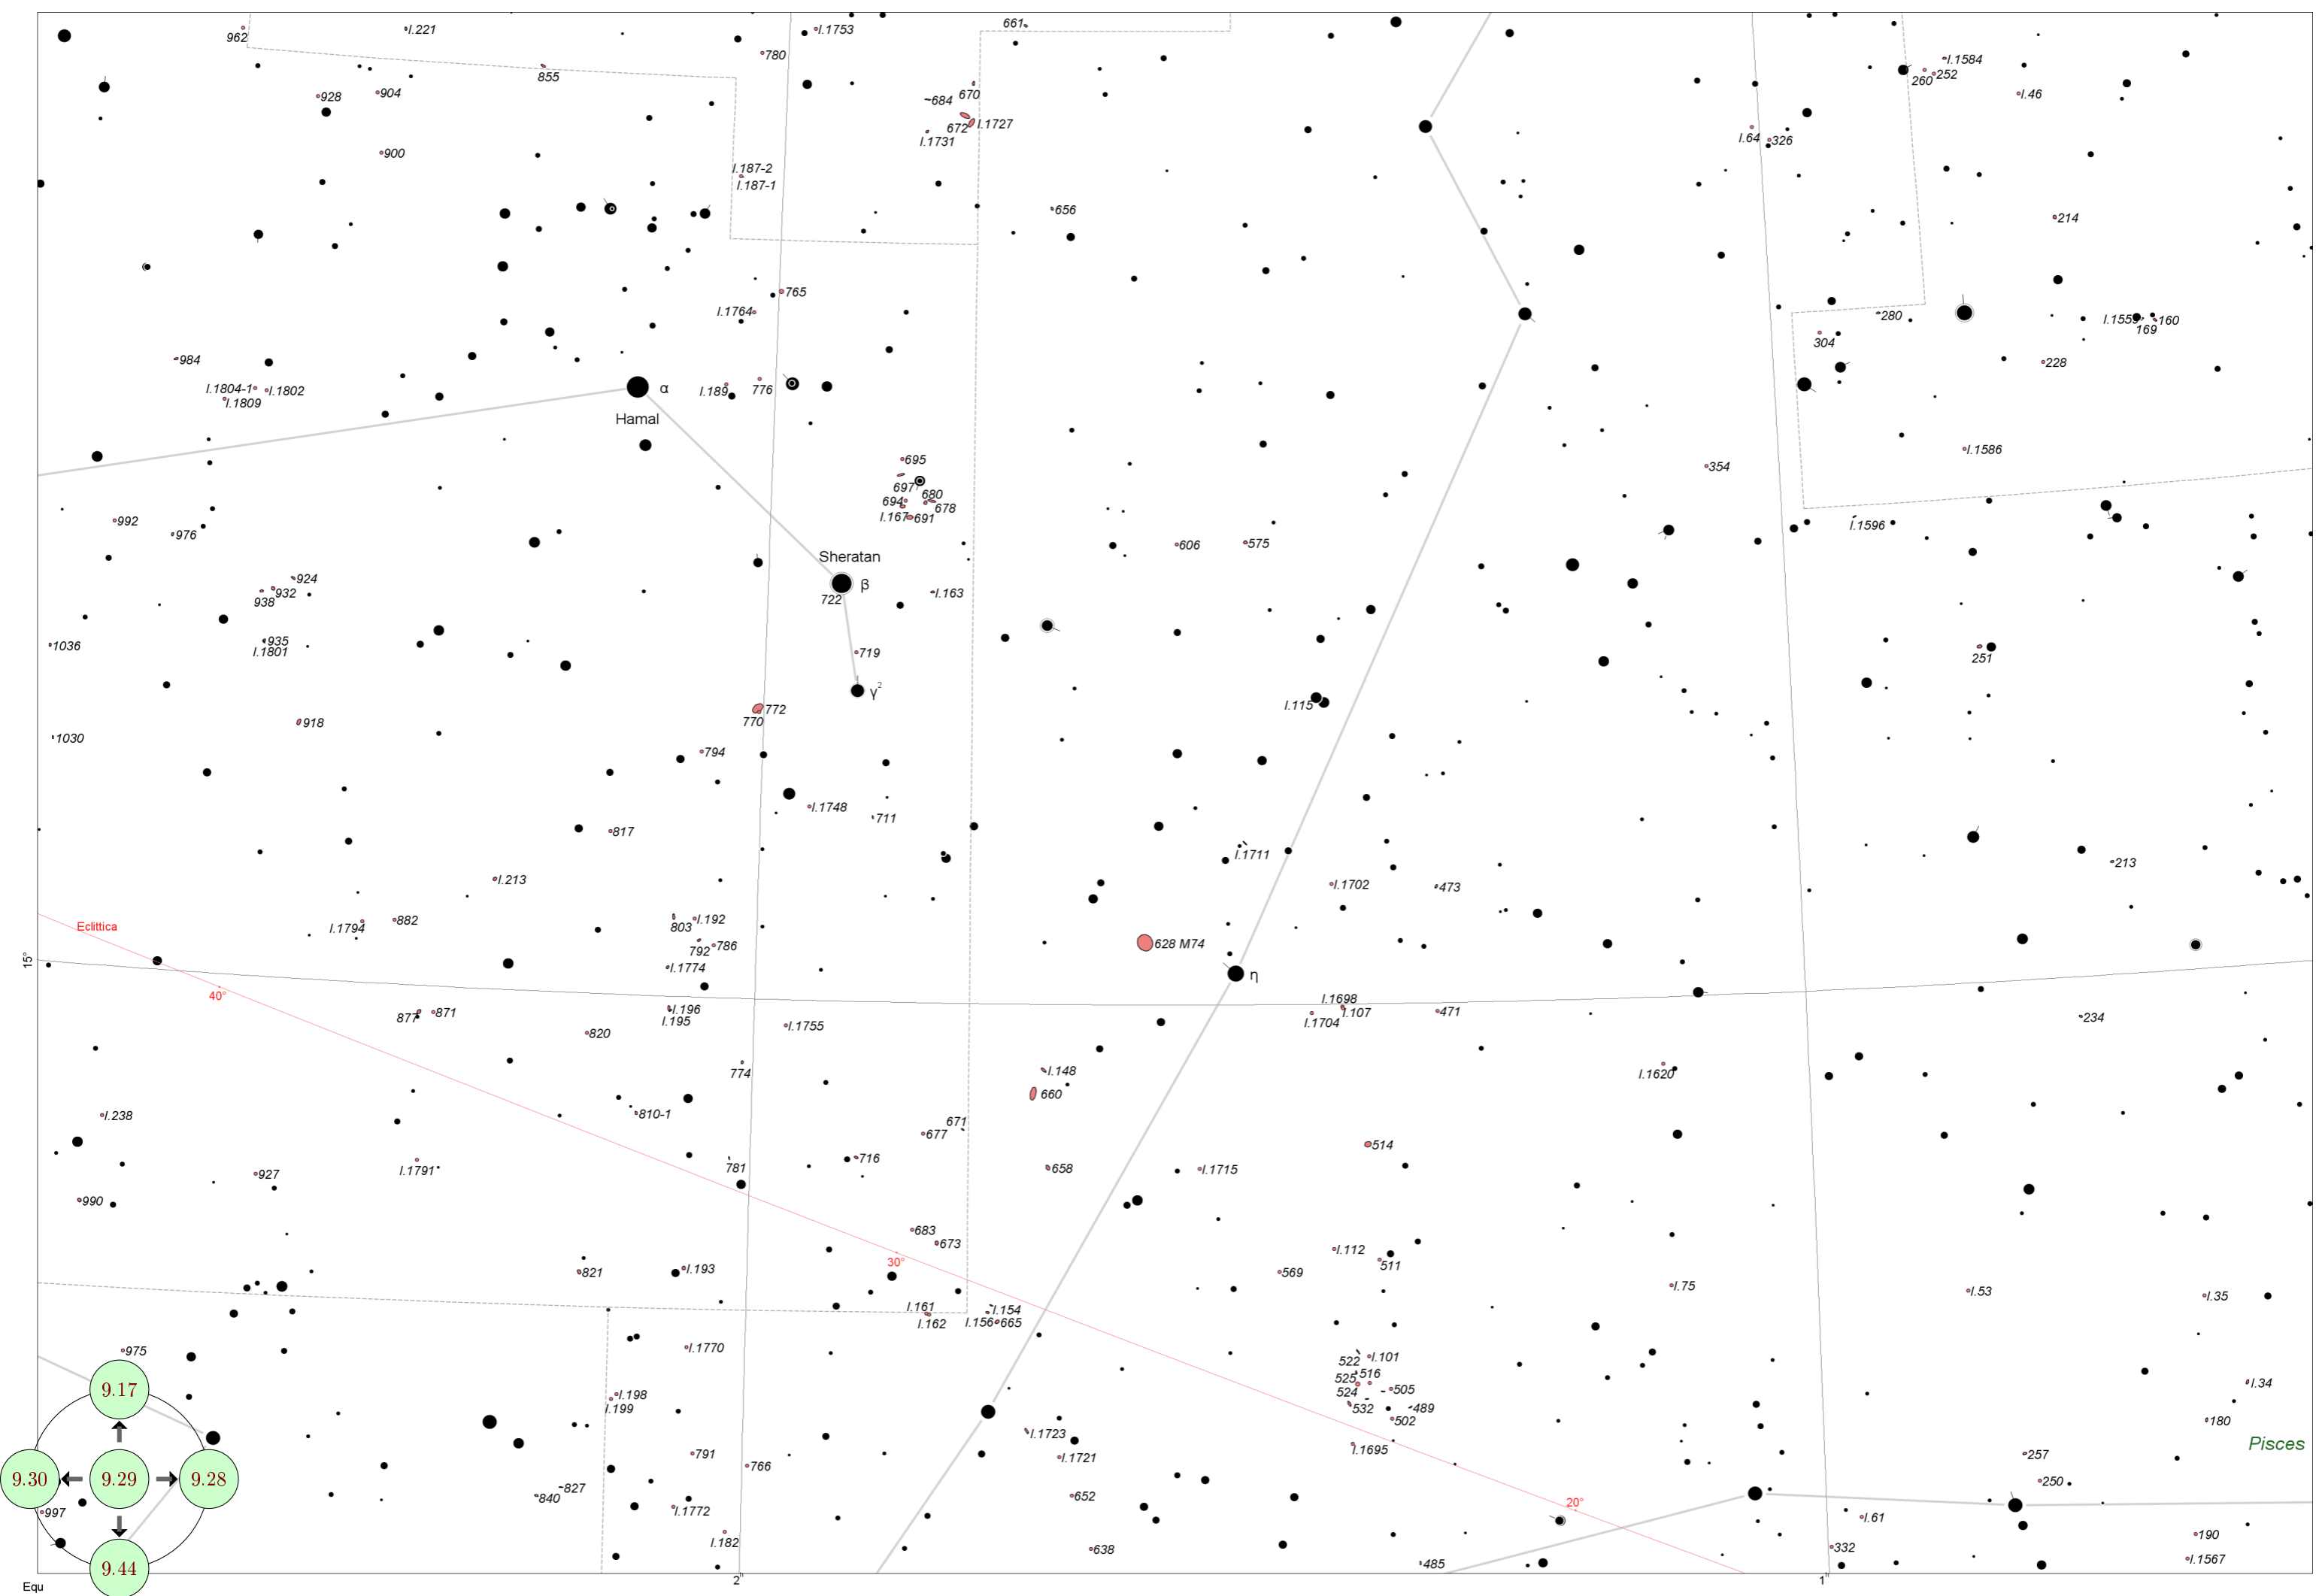 661
I.1753
I.221
962
780
855
I.1584
260
252
I.46
928
904
684
670
672
I.1727
I.1731
I.64
326
900
I.187-2
I.187-1
656
214
765
I.1764
280
I.1559
160
169
304
984
228
I.1804-1
I.1802
I.1809
α
I.189
776
Hamal
I.1586
695
354
697
680
694
678
I.167
691
992
976
I.1596
606
575
Sheratan
924
β
932
938
722
I.163
935
I.1801
1036
719
251
γ²
I.115
772
770
918
1030
794
I.1748
711
817
I.1711
213
I.213
I.1702
473
I.192
882
Eclittica
I.1794
803
792
786
628 M74
15°
I.1774
η
40°
I.1698
I.107
I.1704
471
877
871
I.196
I.195
I.1755
234
820
774
I.148
I.1620
660
I.238
810-1
671
677
514
716
781
658
I.1715
I.1791
927
990
683
673
I.112
30°
511
I.193
821
569
I.75
I.53
I.35
I.161
I.162
I.154
I.156
665
I.1770
975
522
I.101
516
525
524
505
532
489
502
I.34
9.17
I.198
I.199
180
I.1723
I.1695
Pisces
791
I.1721
257
766
9.30
9.29
9.28
250
827
840
652
20°
997
I.1772
I.61
I.182
190
638
332
I.1567
485
9.44
2h
1h
Equ